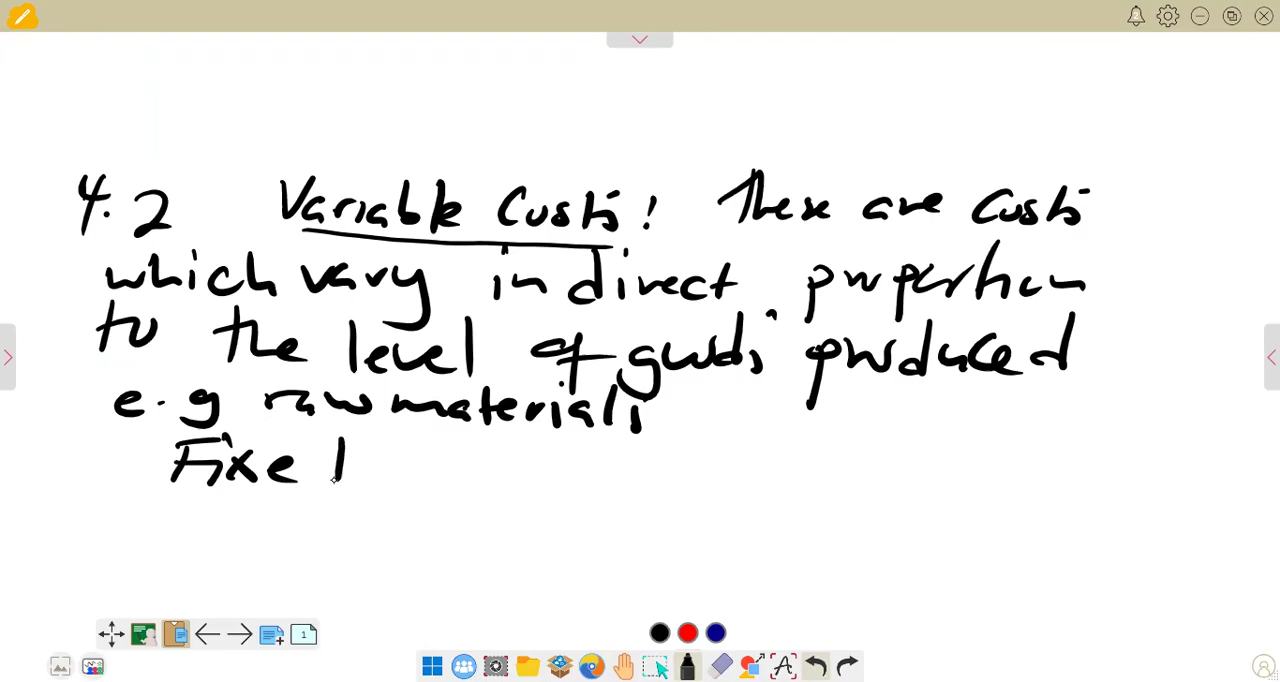 4.2 Variable Costs: These are costs
which vary in direct proportion
to the level of goods produced
e.g raw materials
Fixe l
1